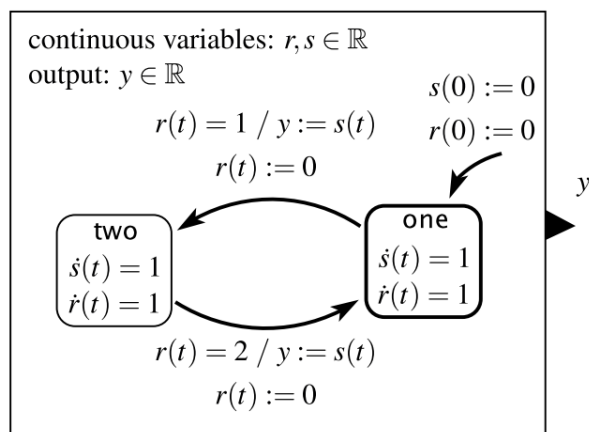 continuous variables: r, s ∈ ℝ
output: y ∈ ℝ
s(0) := 0
r(0) := 0
r(t) = 1 / y := s(t)
r(t) := 0
y
two
ṡ(t) = 1
ṙ(t) = 1
one
ṡ(t) = 1
ṙ(t) = 1
r(t) = 2 / y := s(t)
r(t) := 0